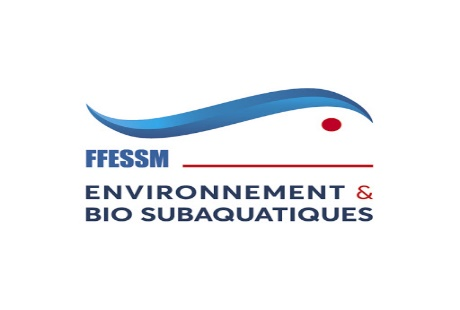 FFESSM
ENVIRONNEMENT &
BIO SUBAQUATIQUES